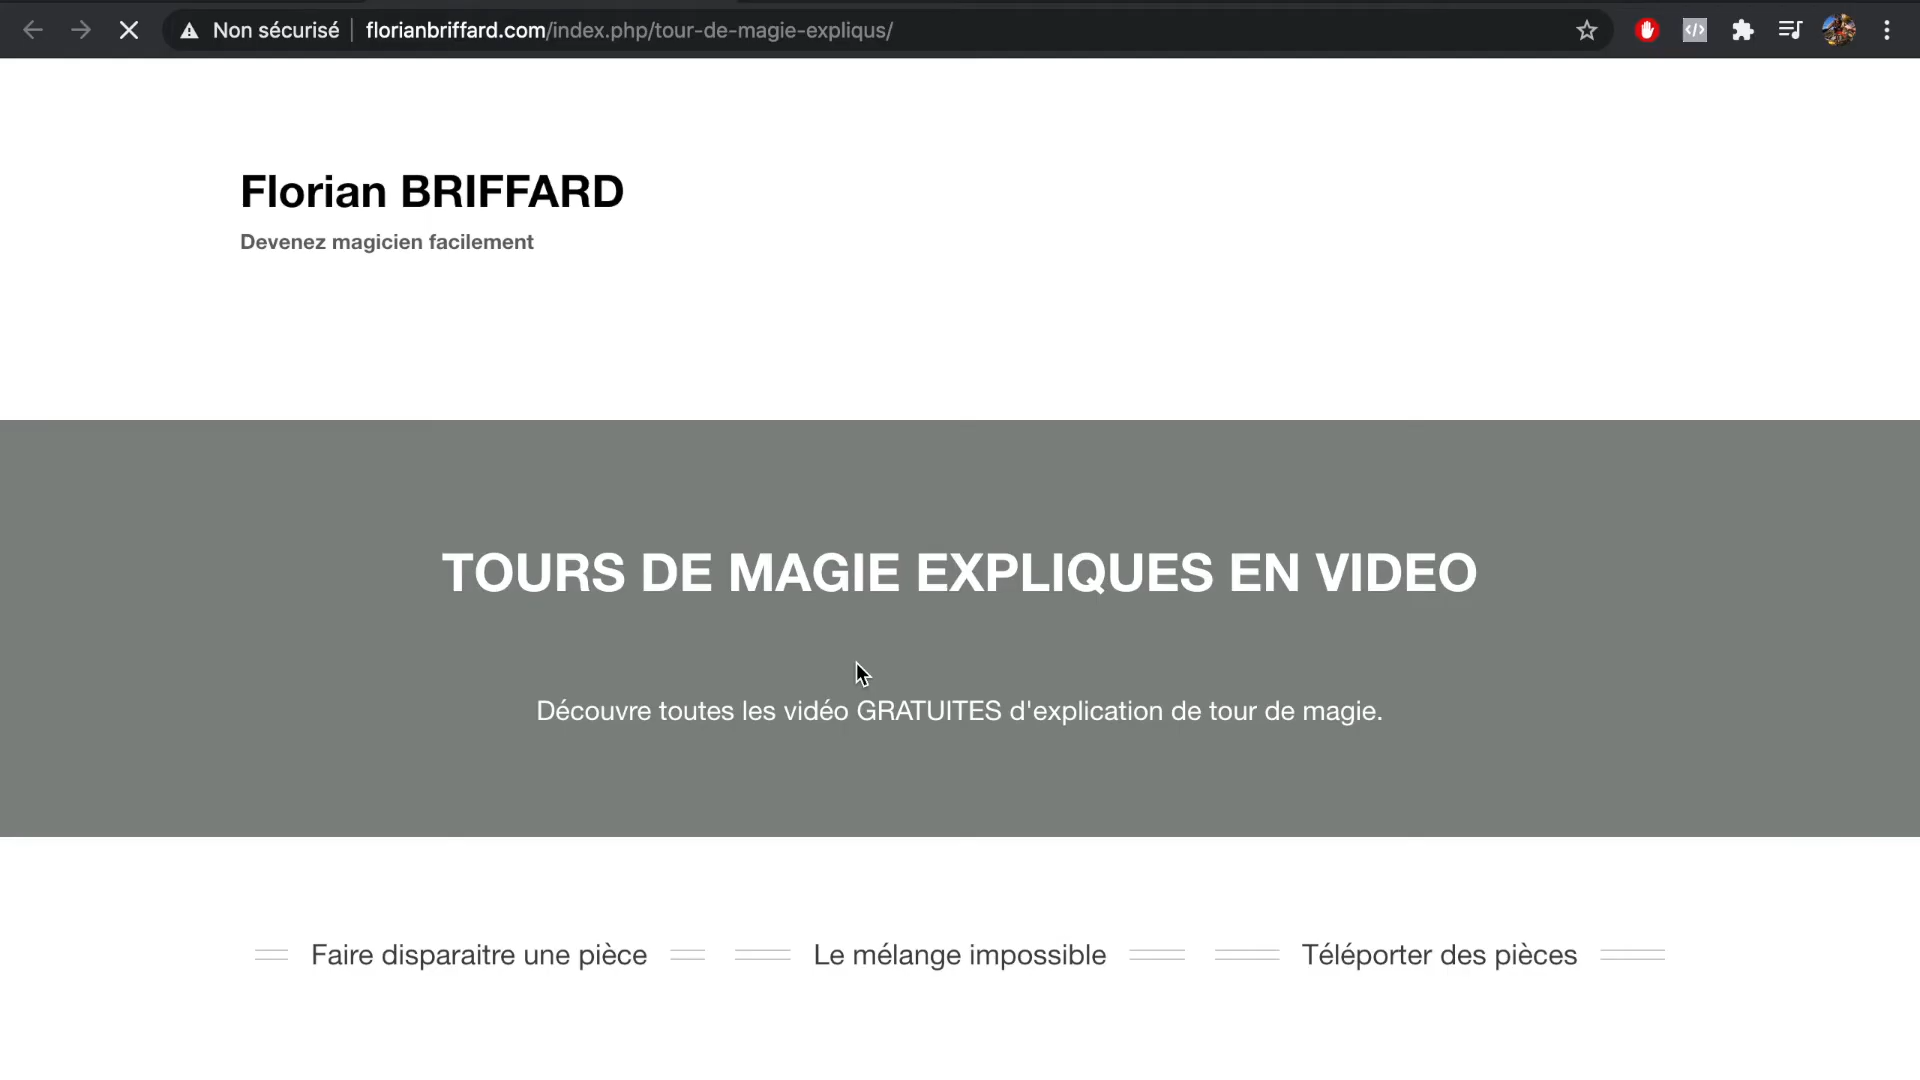 Non sécurisé florianbriffard.com/index.php/tour-de-magie-expliqus/
Florian BRIFFARD
Devenez magicien facilement
TOURS DE MAGIE EXPLIQUES EN VIDEO
Découvre toutes les vidéo GRATUITES d'explication de tour de magie.
Faire disparaitre une pièce Le mélange impossible Téléporter des pièces